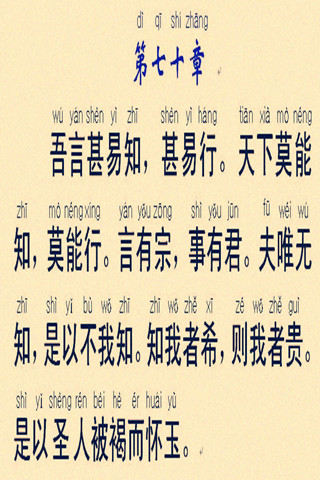 dì qī shí zhāng
第七十章
wú yán shèn yì zhī shèn yì háng tiān xià mò néng
吾言甚易知，甚易行。天下莫能
zhī mò néng xíng yán yǒu zōng shì yǒu jūn fū wéi wú
知，莫能行。言有宗，事有君。夫唯无
zhī shì yǐ bù wǒ zhī zhī wǒ zhě xī zé wǒ zhě guì
知，是以不我知。知我者希，则我者贵。
shì yǐ shèng rén bèi hè ér huái yù
是以圣人被褐而怀玉。